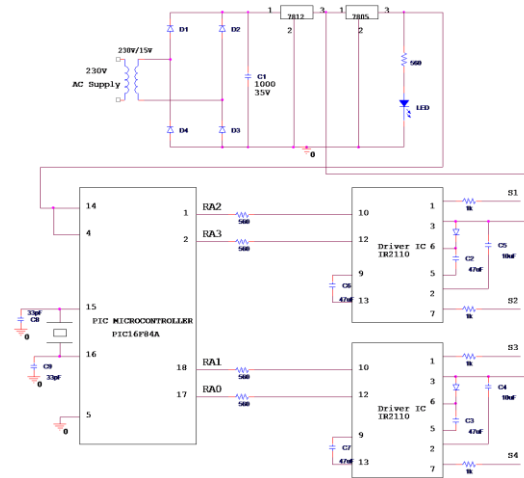 D1
D2
1
7812
3
1
7805
3
2
2
230V/15V
230V
AC Supply
C1
1000
35V
560
LED
D4
D3
0
14
4
1
RA2
560
2
RA3
560
10
12
9
13
C6
47uF
Driver IC
IR2110
1
3
6
5
2
7
1k
S1
C2
47uF
C5
10uF
1k
S2
15
33pF
C8
0
PIC MICROCONTROLLER
PIC16F84A
16
C9
33pF
0
5
0
18
RA1
560
17
RA0
560
10
12
9
13
C7
47uF
Driver IC
IR2110
1
3
6
5
2
7
1k
S3
C3
47uF
C4
10uF
1k
S4